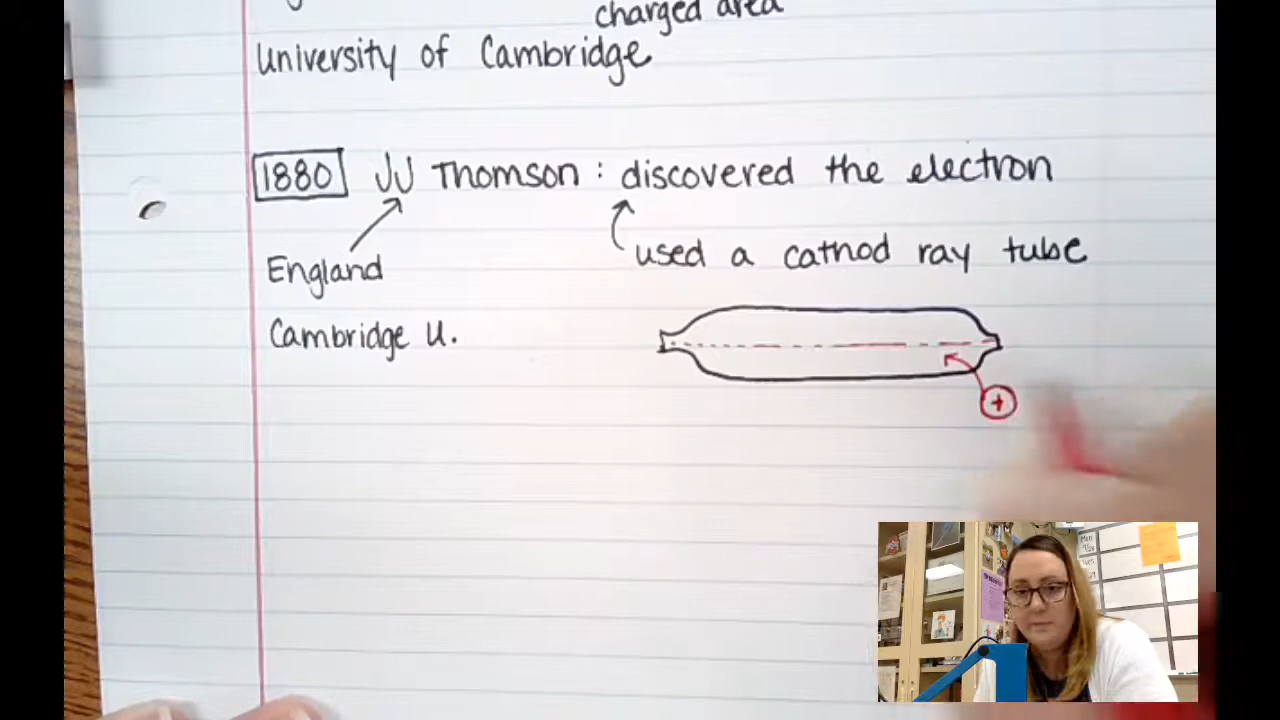 charged area
University of Cambridge
1880 JJ Thomson : discovered the electron
used a cathod ray tube
England
Cambridge U.
+